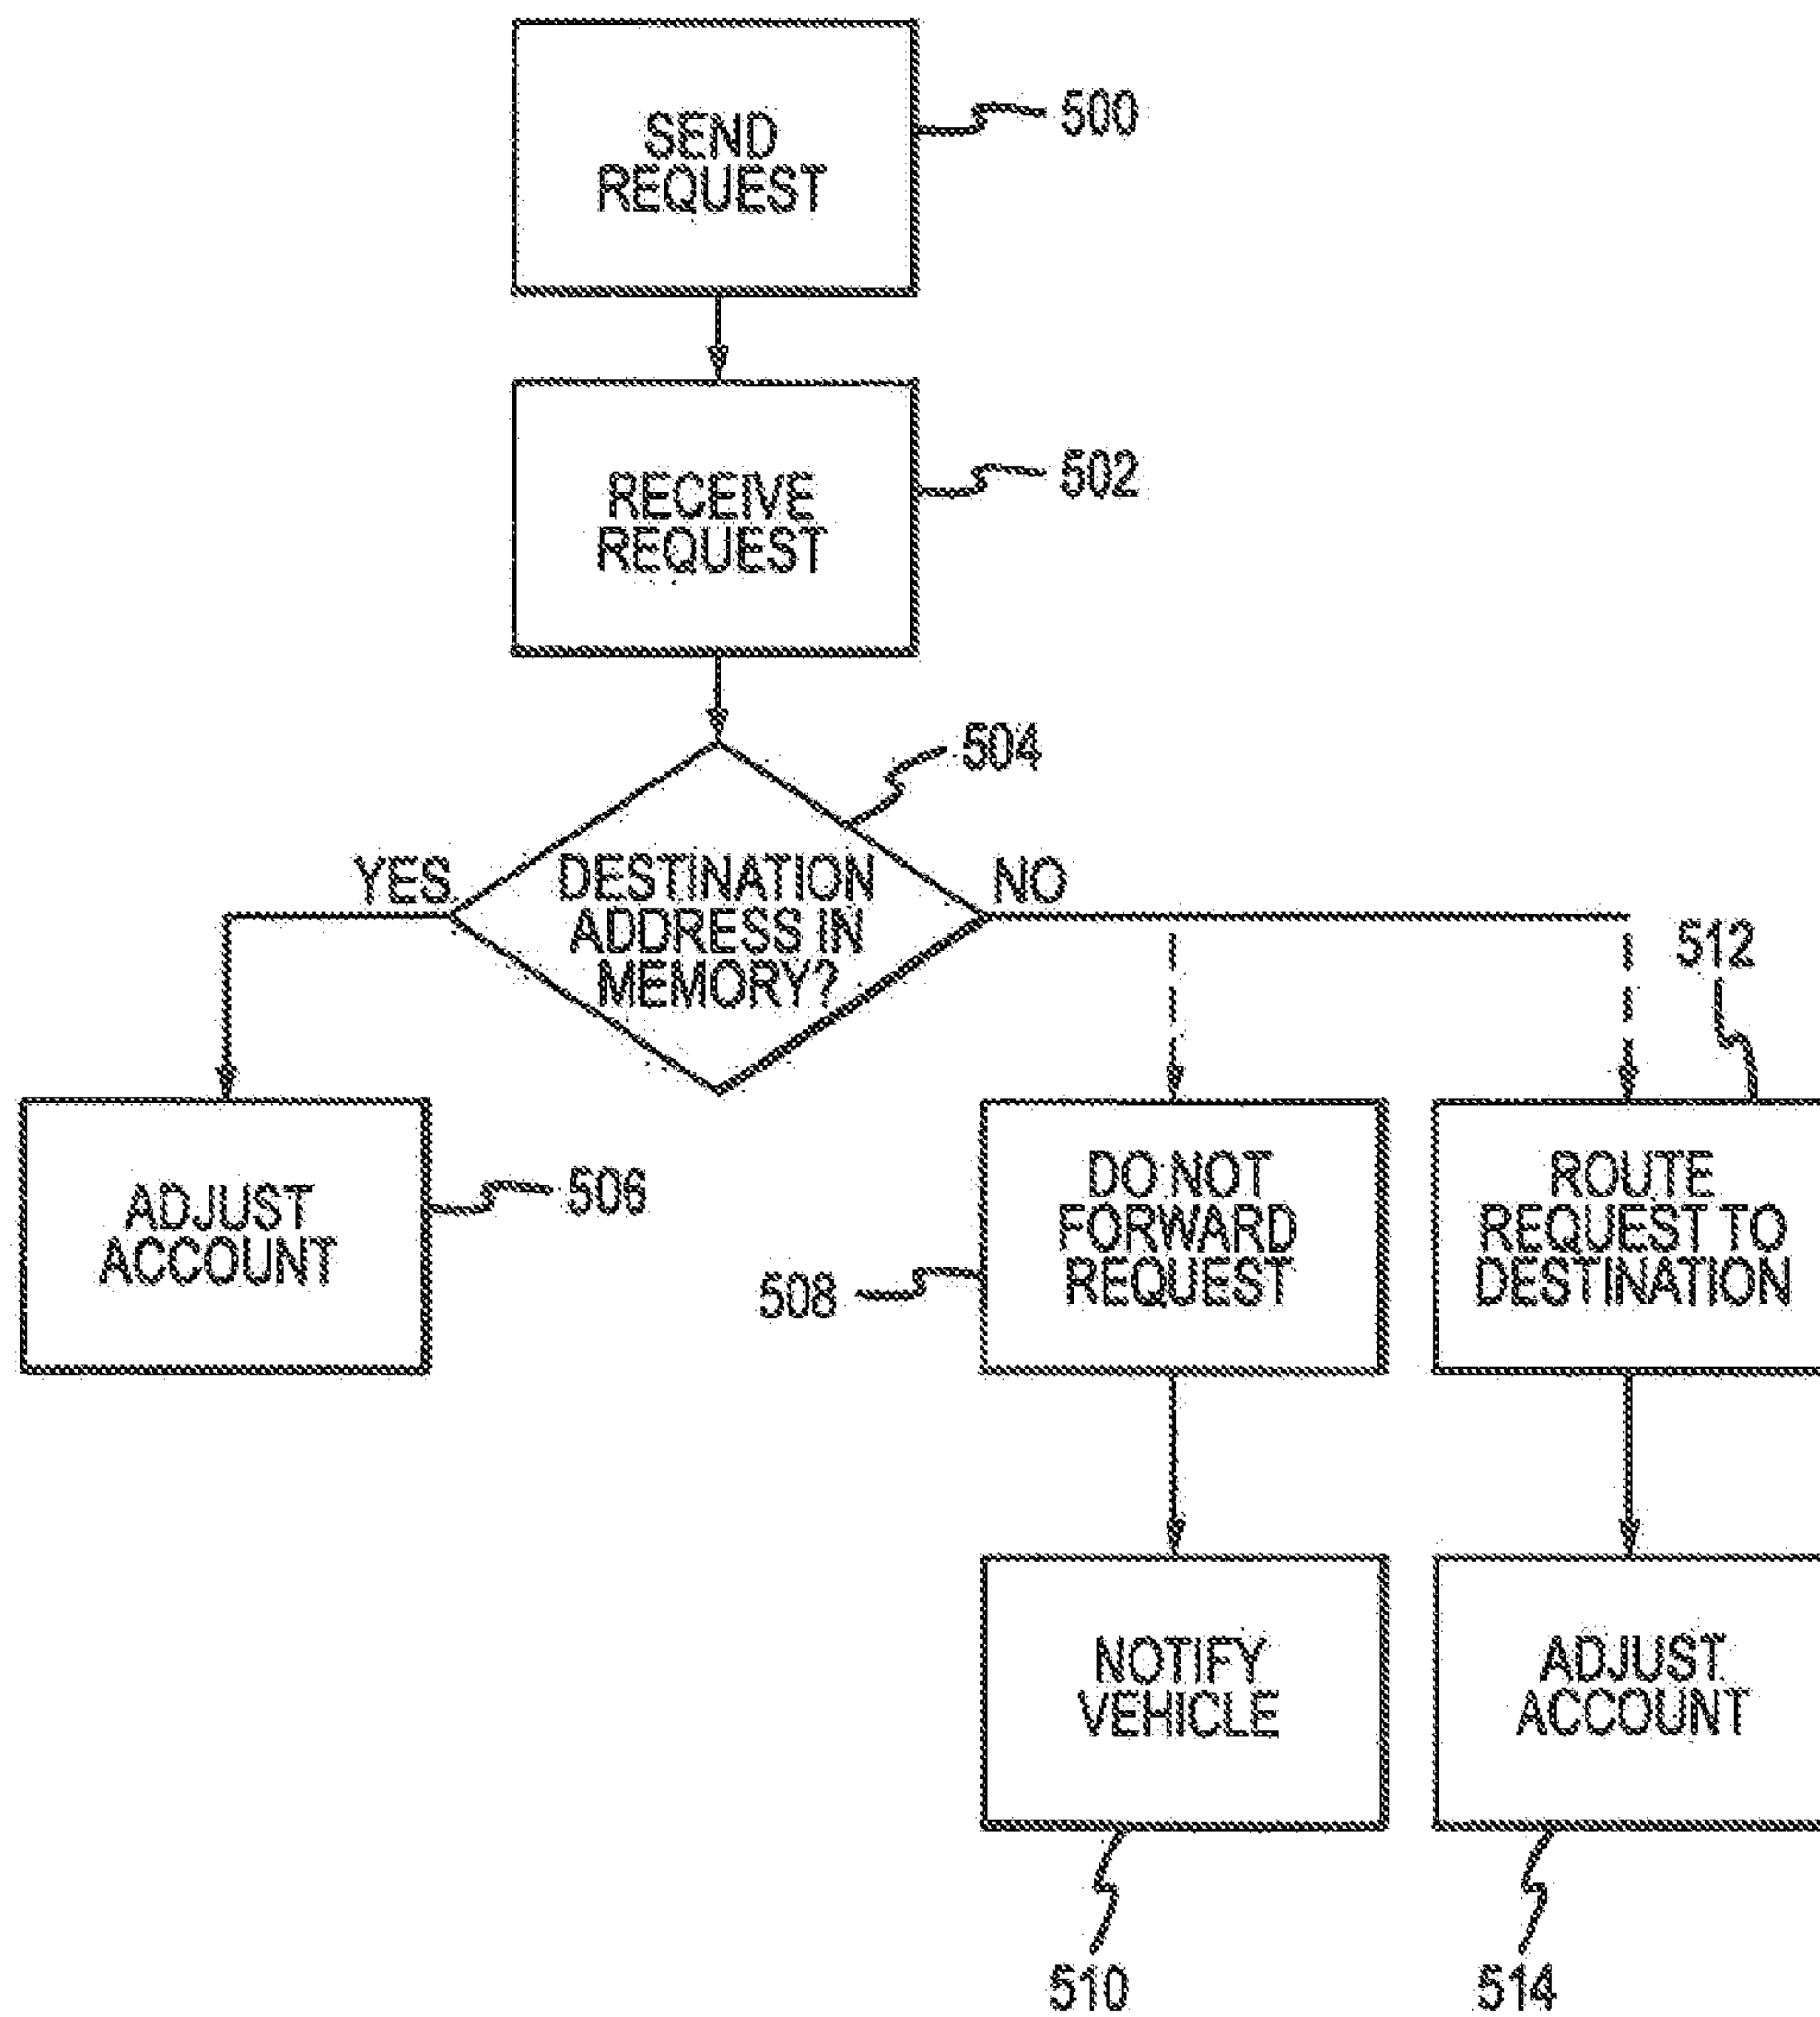 SEND
REQUEST
500
RECEIVE
REQUEST
502
504
YES
DESTINATION
ADDRESS IN
MEMORY?
NO
512
ADJUST
ACCOUNT
506
DO NOT
FORWARD
REQUEST
508
ROUTE
REQUEST TO
DESTINATION
NOTIFY
VEHICLE
ADJUST
ACCOUNT
510
514